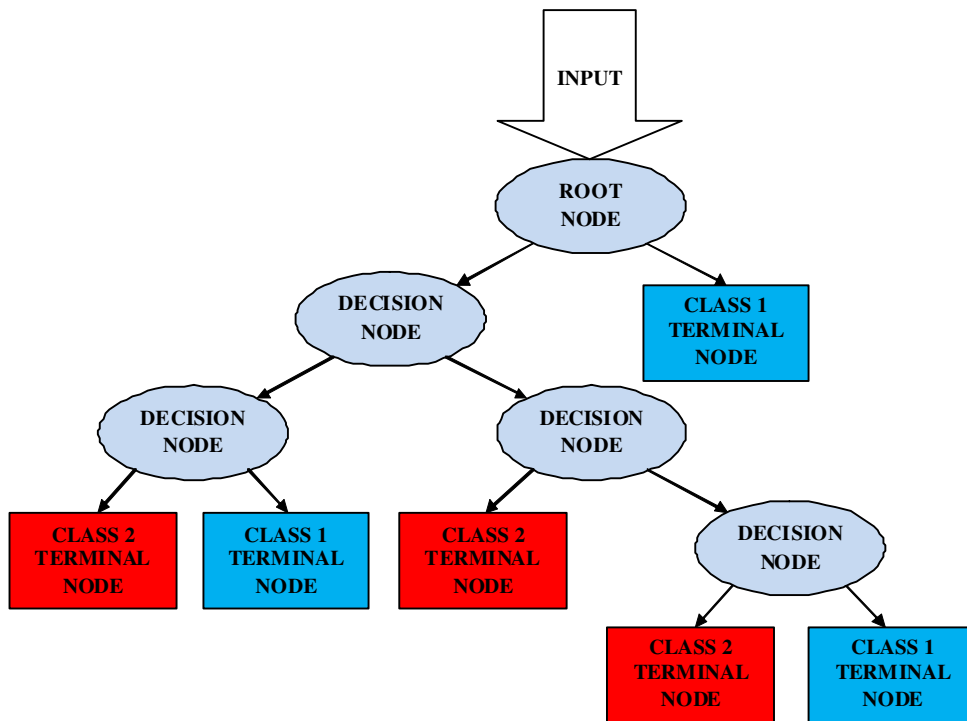 INPUT
ROOT
NODE
DECISION
NODE
CLASS 1
TERMINAL
NODE
DECISION
NODE
DECISION
NODE
CLASS 2
TERMINAL
NODE
CLASS 1
TERMINAL
NODE
CLASS 2
TERMINAL
NODE
DECISION
NODE
CLASS 2
TERMINAL
NODE
CLASS 1
TERMINAL
NODE